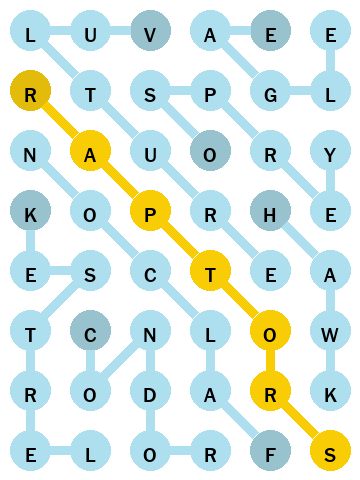 L U V A E E
R T S P G L
N A U O R Y
K O P R H E
E S C T E A
T C N L O W
R O D A R K
E L O R F S